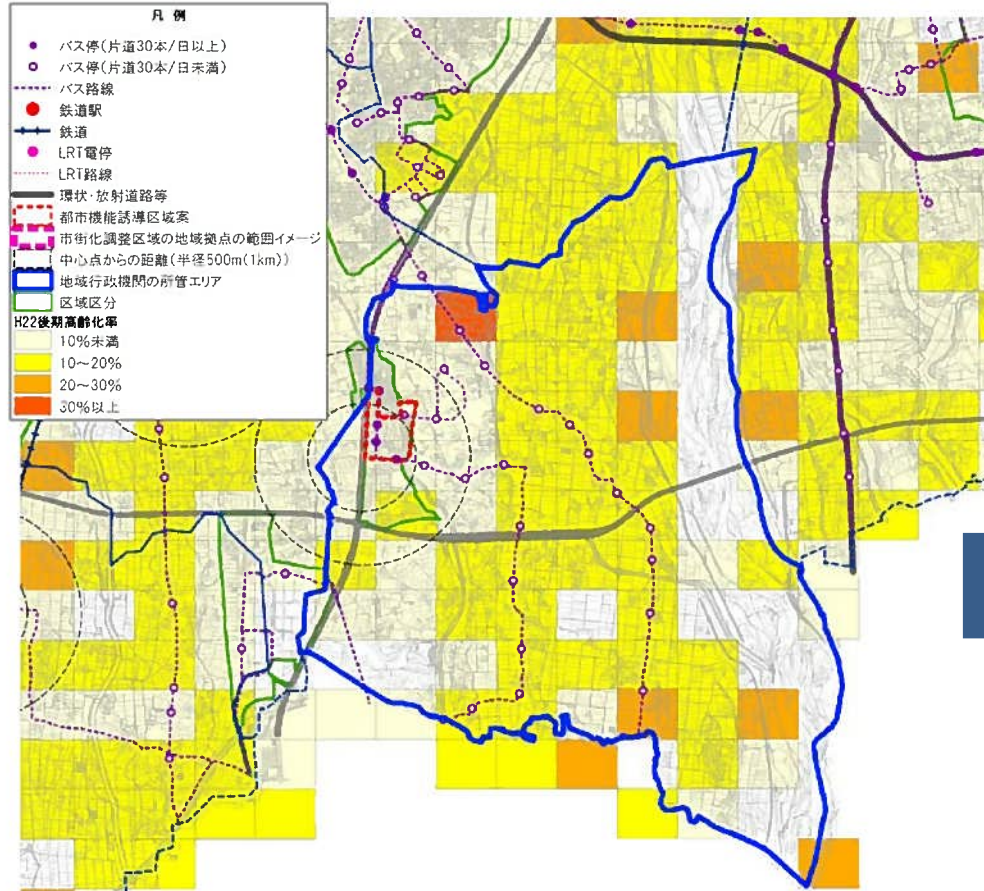 凡 例
バス停(片道30本/日以上)
バス停(片道30本/日未満)
バス路線
鉄道駅
鉄道
LRT電停
LRT路線
環状・放射道路等
都市機能誘導区域案
市街化調整区域の地域拠点の範囲イメージ
中心点からの距離(半径500m(1km))
地域行政機関の所管エリア
区域区分
H22後期高齢化率
10%未満
10～20%
20～30%
30%以上